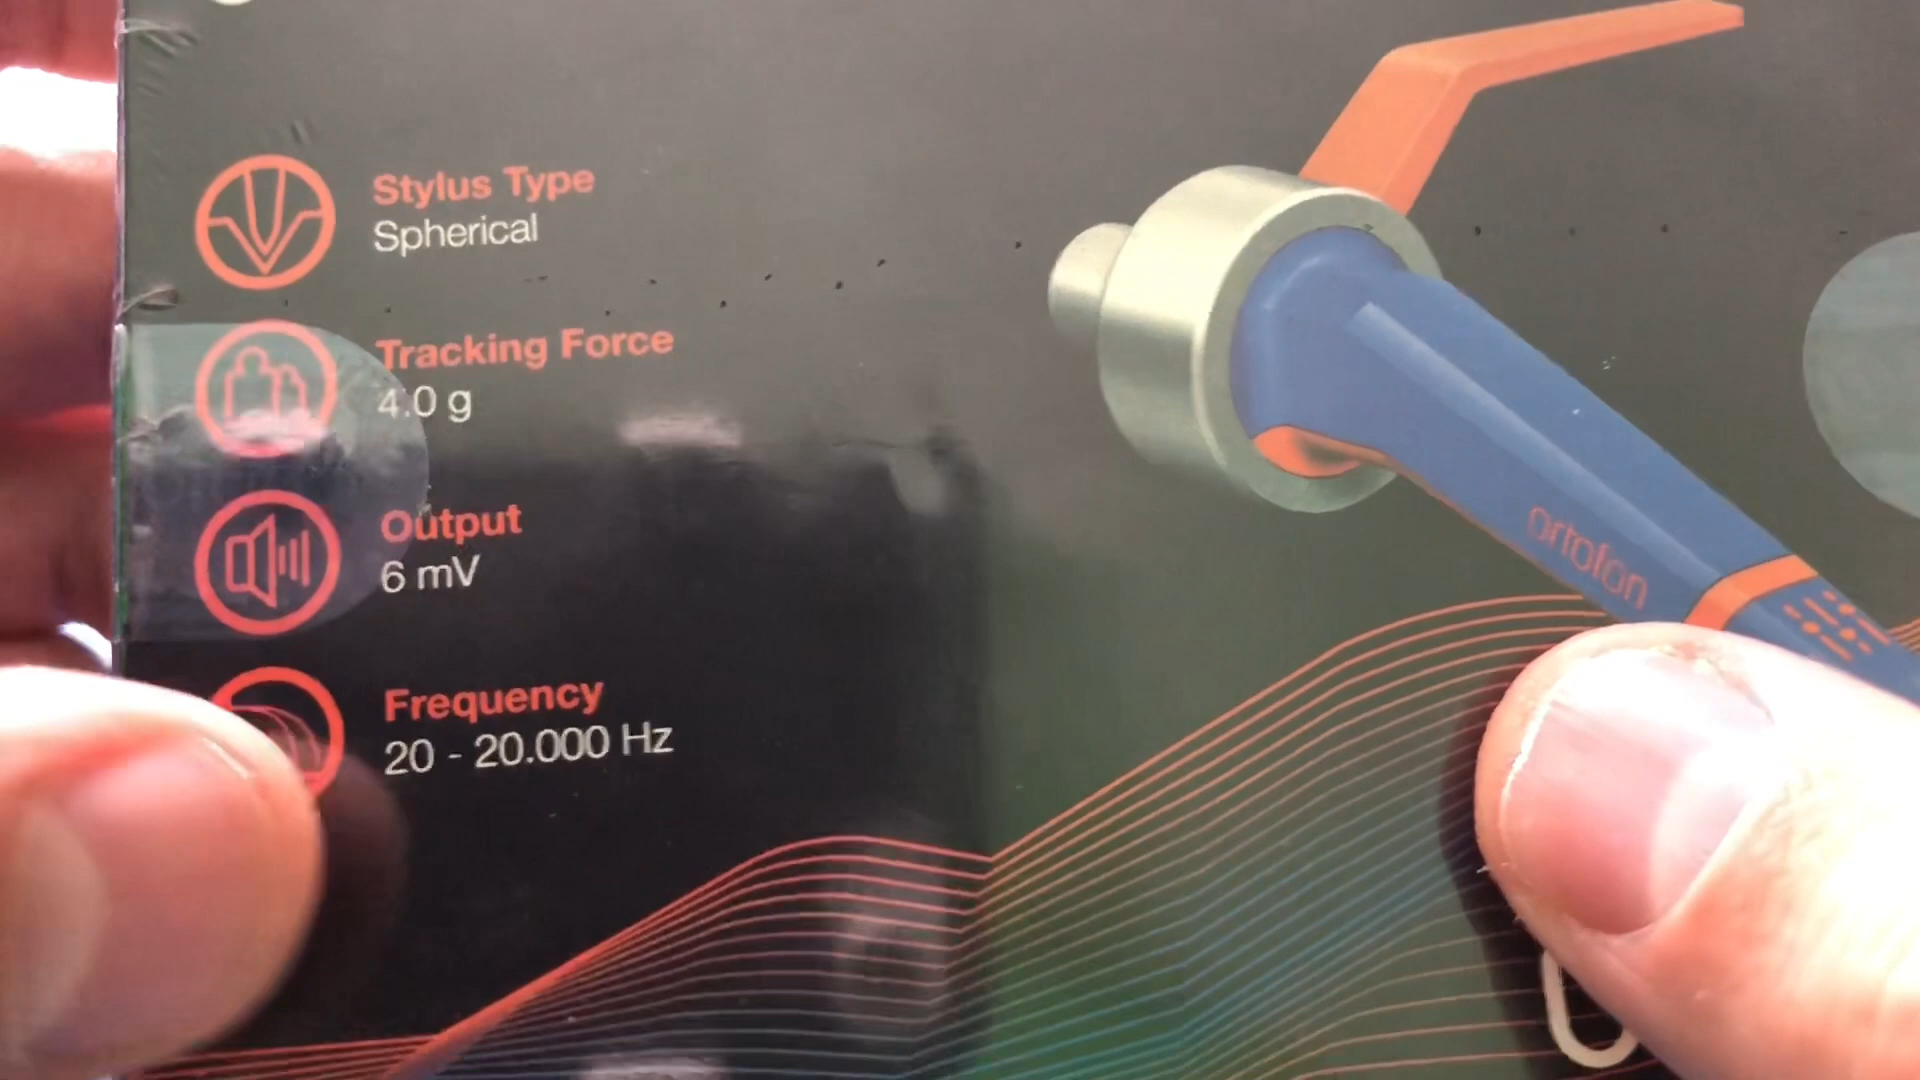 Stylus Type
Spherical
Tracking Force
4.0 g
Output
6 mV
Frequency
20 - 20.000 Hz
ortofon